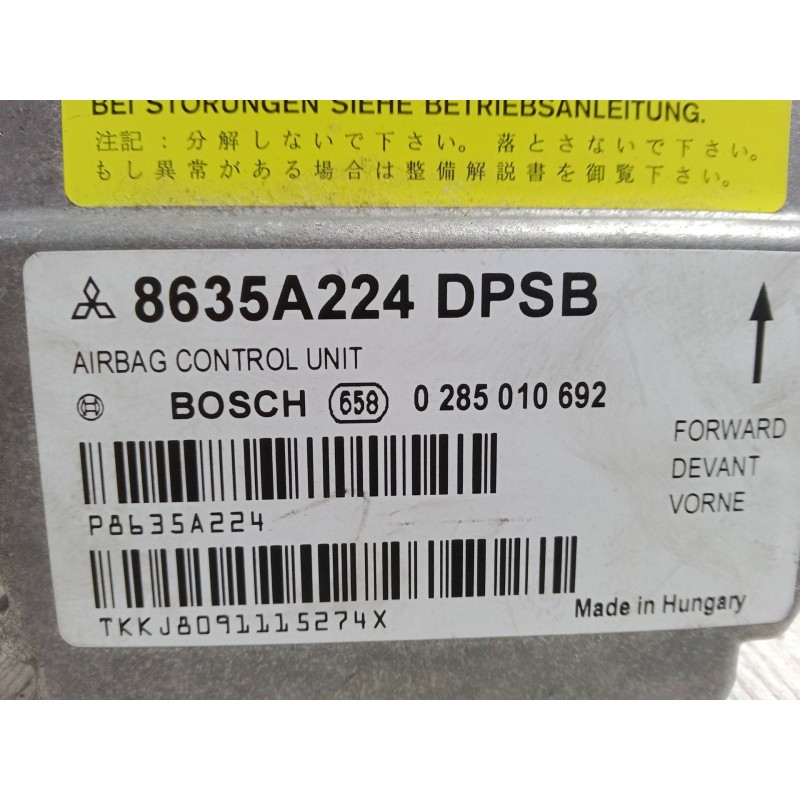 BEI STÖRUNGEN SIEHE BETRIEBSANLEITUNG.
注記：分解しないで下さい。落とさないで下さい。
もし異常がある場合は整備解説書を御覧下さい。
8635A224 DPSB
AIRBAG CONTROL UNIT
BOSCH 658 0 285 010 692
FORWARD
DEVANT
VORNE
P8635A224
TKKJ8091115274X
Made in Hungary